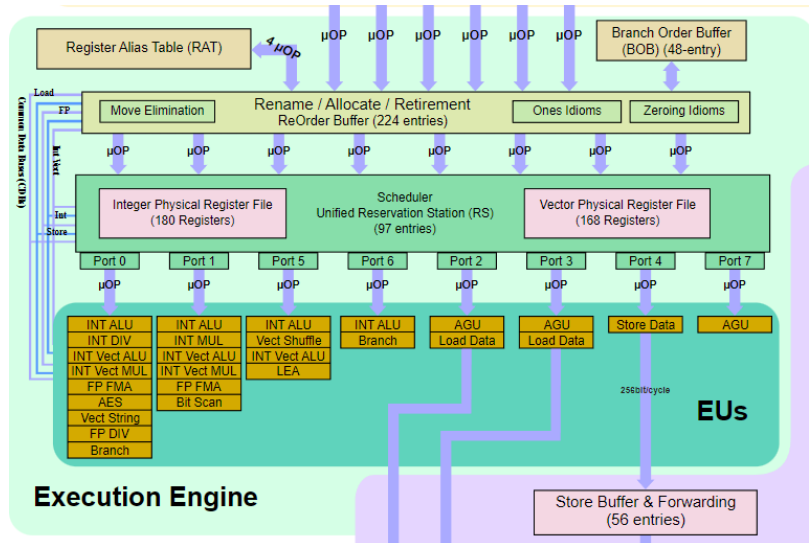 Register Alias Table (RAT)
4 µOP
µOP µOP µOP µOP µOP µOP
Branch Order Buffer
(BOB) (48-entry)
Load
FP
Common Data Buses (CDBs)
Int Vect
Int
Store
Move Elimination
Rename / Allocate / Retirement
ReOrder Buffer (224 entries)
Ones Idioms
Zeroing Idioms
µOP µOP µOP µOP µOP µOP µOP µOP
Integer Physical Register File
(180 Registers)
Scheduler
Unified Reservation Station (RS)
(97 entries)
Vector Physical Register File
(168 Registers)
Port 0 Port 1 Port 5 Port 6 Port 2 Port 3 Port 4 Port 7
µOP µOP µOP µOP µOP µOP µOP µOP
INT ALU
INT DIV
INT Vect ALU
INT Vect MUL
FP FMA
AES
Vect String
FP DIV
Branch
INT ALU
INT MUL
INT Vect ALU
INT Vect MUL
FP FMA
Bit Scan
INT ALU
Vect Shuffle
INT Vect ALU
LEA
INT ALU
Branch
AGU
Load Data
AGU
Load Data
Store Data
AGU
256bit/cycle
EUs
Execution Engine
Store Buffer & Forwarding
(56 entries)